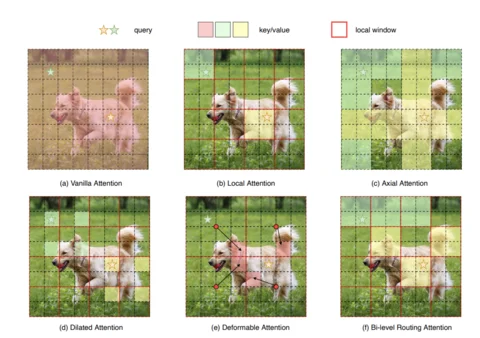 query key/value local window
(a) Vanilla Attention (b) Local Attention (c) Axial Attention
(d) Dilated Attention (e) Deformable Attention (f) Bi-level Routing Attention